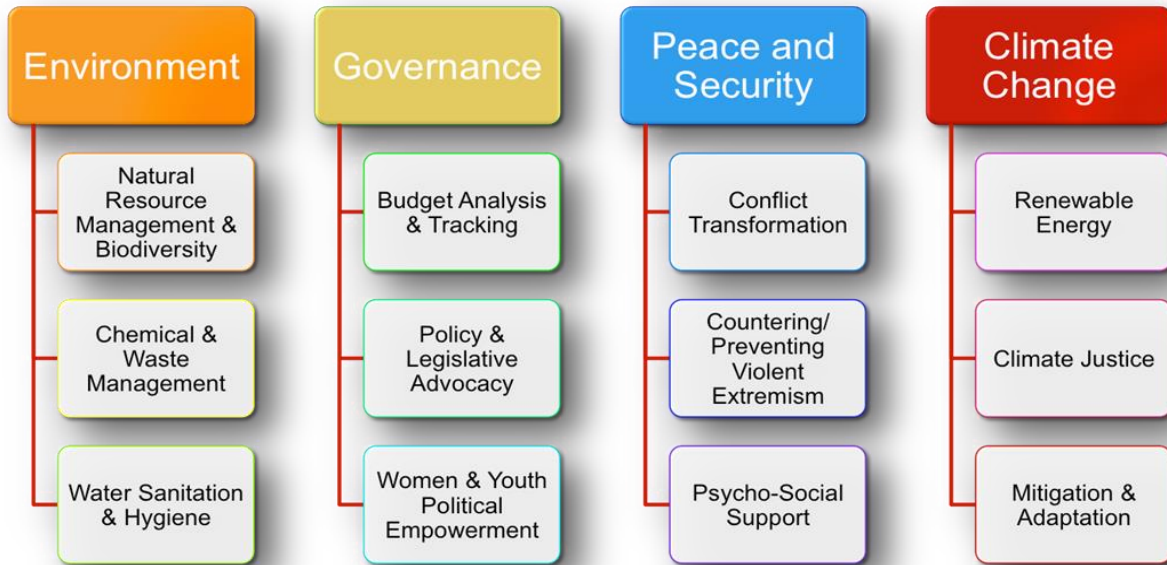 Environment
Natural
Resource
Management &
Biodiversity
Chemical &
Waste
Management
Water Sanitation
& Hygiene
Governance
Budget Analysis
& Tracking
Policy &
Legislative
Advocacy
Women & Youth
Political
Empowerment
Peace and
Security
Conflict
Transformation
Countering/
Preventing
Violent
Extremism
Psycho-Social
Support
Climate
Change
Renewable
Energy
Climate Justice
Mitigation &
Adaptation